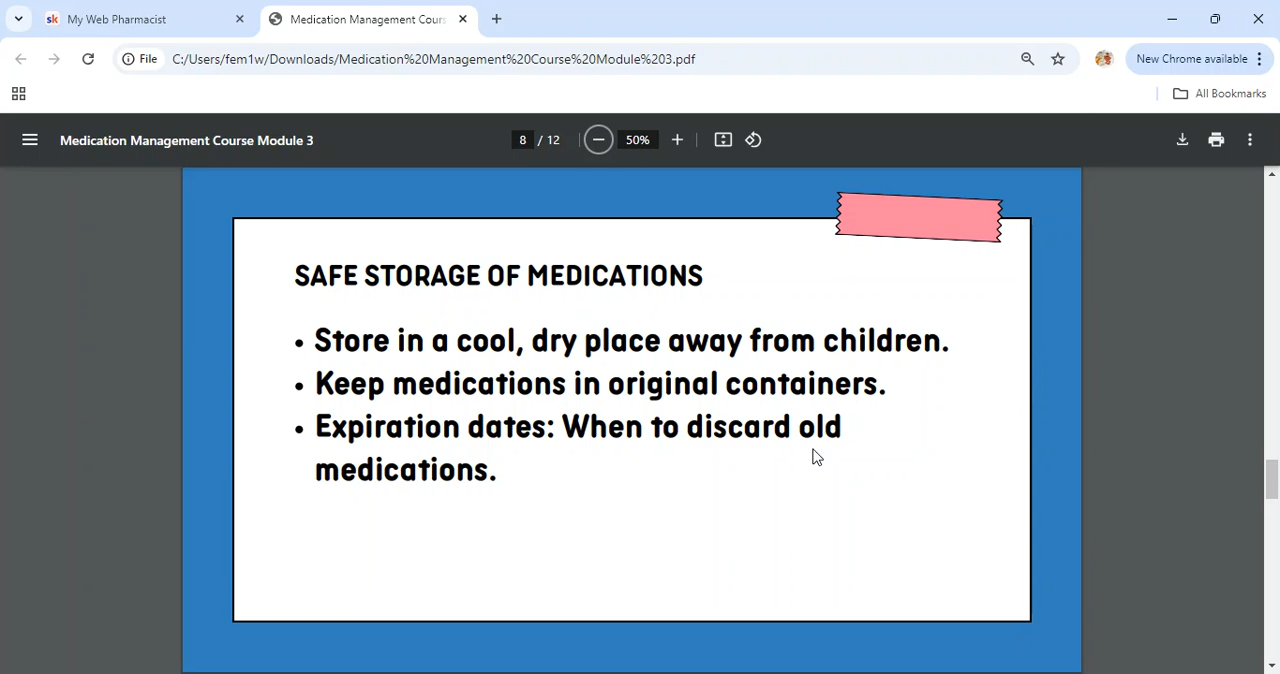 sk My Web Pharmacist
Medication Management Cours
File
C:/Users/fem1w/Downloads/Medication%20Management%20Course%20Module%203.pdf
New Chrome available
All Bookmarks
Medication Management Course Module 3
8 / 12
50%
SAFE STORAGE OF MEDICATIONS
• Store in a cool, dry place away from children.
• Keep medications in original containers.
• Expiration dates: When to discard old
medications.